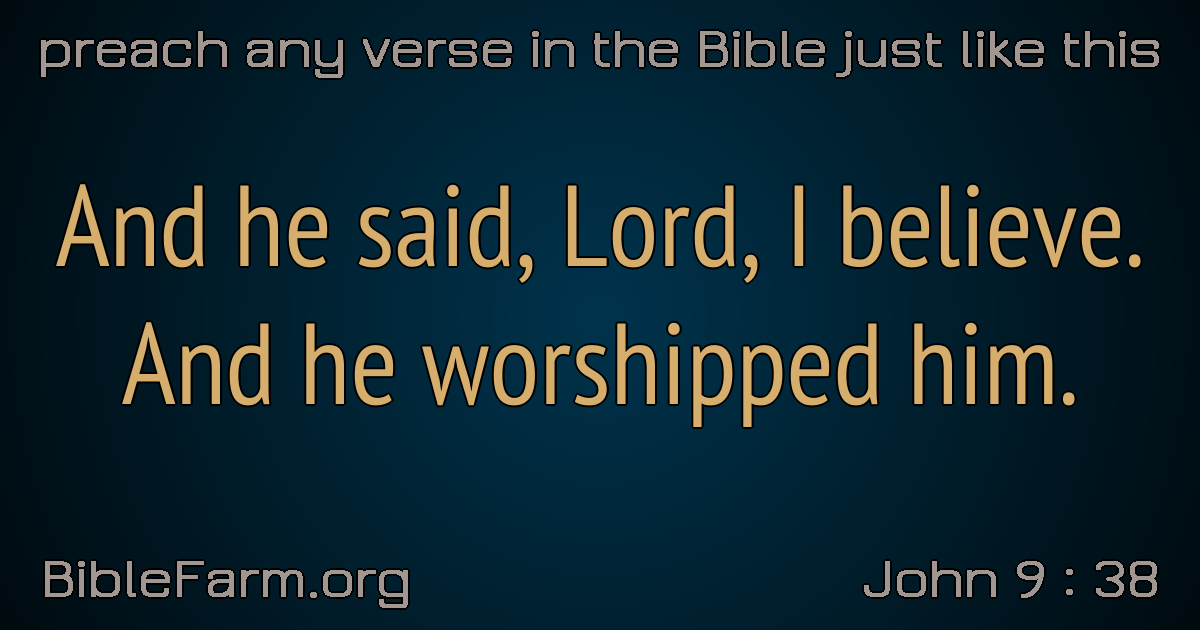 preach any verse in the Bible just like this
And he said, Lord, I believe.
And he worshipped him.
BibleFarm.org
John 9 : 38